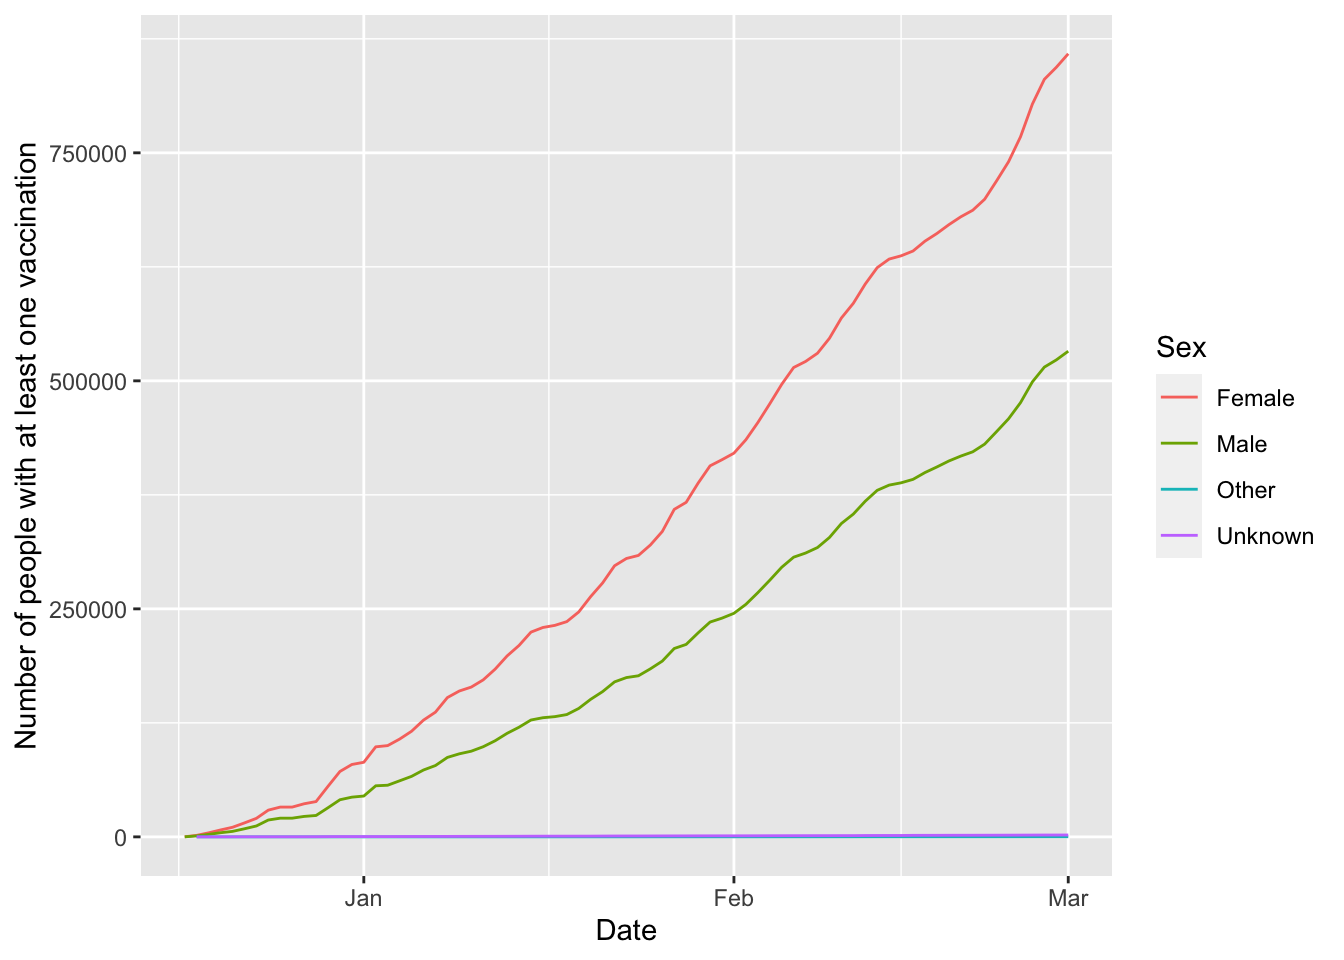 Number of people with at least one vaccination
750000
500000
250000
0
Jan
Feb
Mar
Date
Sex
Female
Male
Other
Unknown